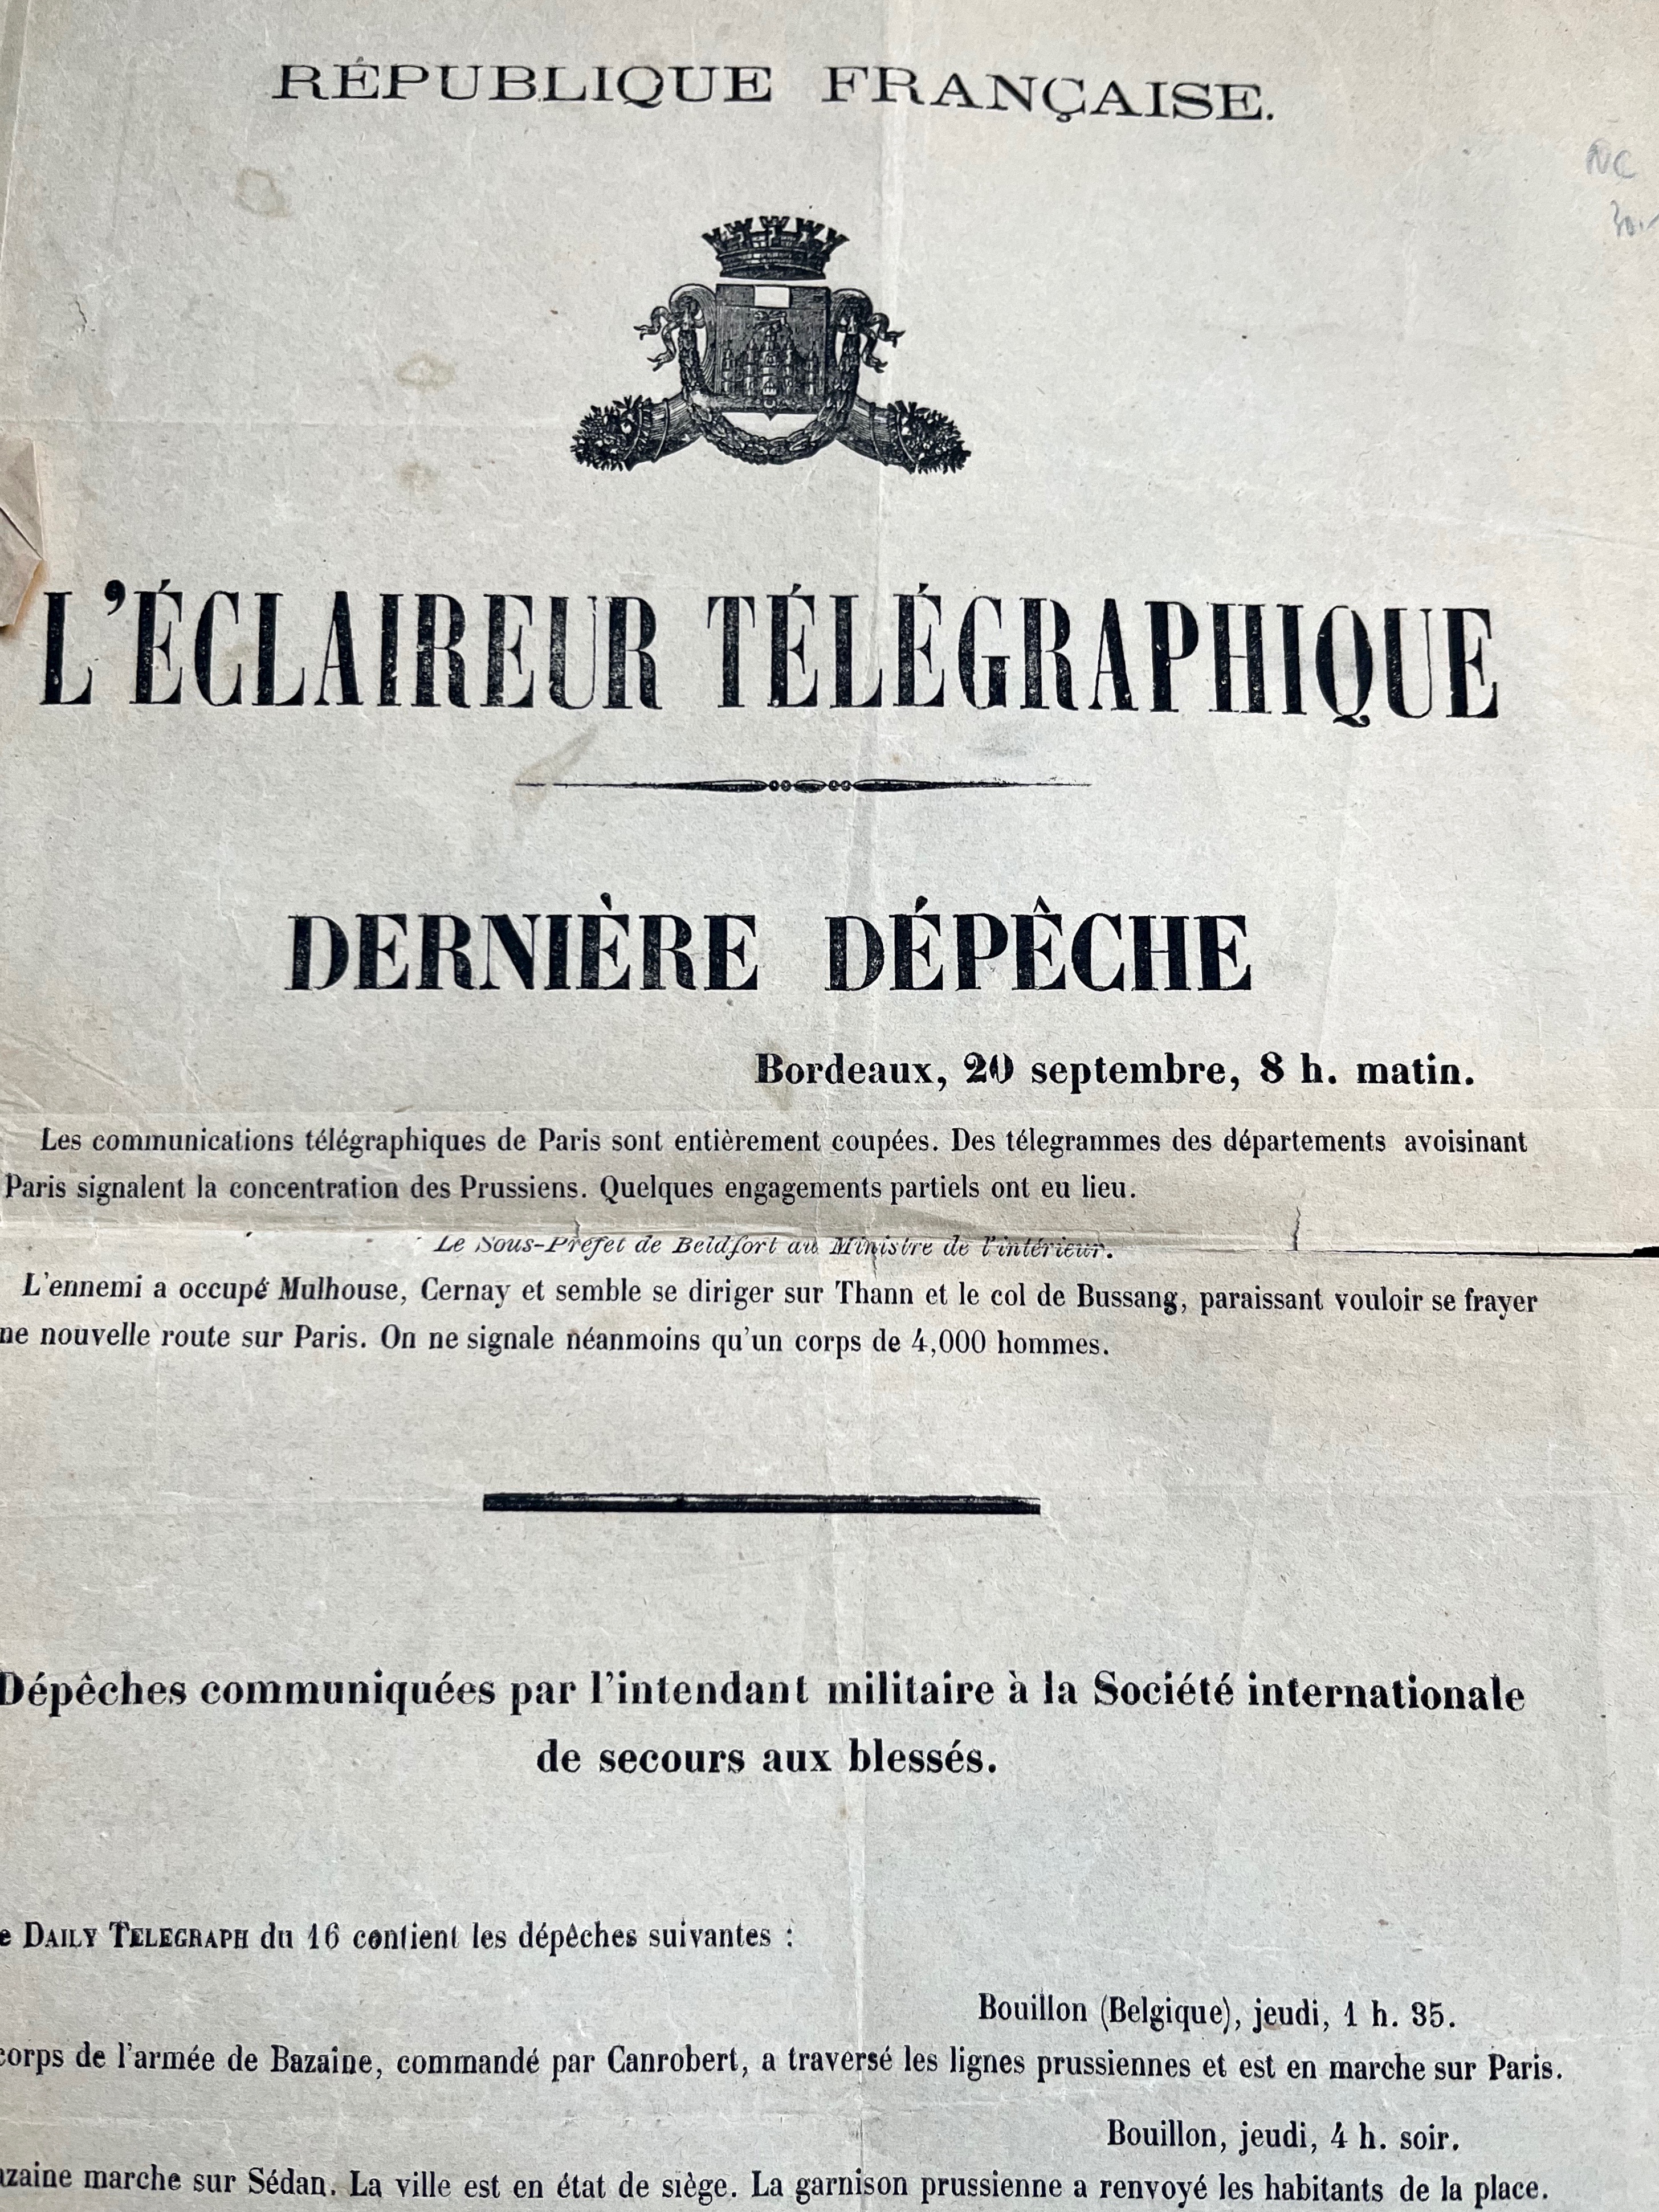 RÉPUBLIQUE FRANÇAISE.
NC
L'ÉCLAIREUR TÉLÉGRAPHIQUE
DERNIÈRE DÉPÊCHE
Bordeaux, 20 septembre, 8 h. matin.
Les communications télégraphiques de Paris sont entièrement coupées. Des télegrammes des départements avoisinant
Paris signalent la concentration des Prussiens. Quelques engagements partiels ont eu lieu.
Le Sous-Préfet de Beldfort au Ministre de l'intérieur.
L'ennemi a occupé Mulhouse, Cernay et semble se diriger sur Thann et le col de Bussang, paraissant vouloir se frayer
ne nouvelle route sur Paris. On ne signale néanmoins qu'un corps de 4,000 hommes.
Dépêches communiquées par l'intendant militaire à la Société internationale
de secours aux blessés.
e DAILY TELEGRAPH du 16 contient les dépêches suivantes :
Bouillon (Belgique), jeudi, 1 h. 35.
corps de l'armée de Bazaine, commandé par Canrobert, a traversé les lignes prussiennes et est en marche sur Paris.
Bouillon, jeudi, 4 h. soir.
azaine marche sur Sédan. La ville est en état de siège. La garnison prussienne a renvoyé les habitants de la place.